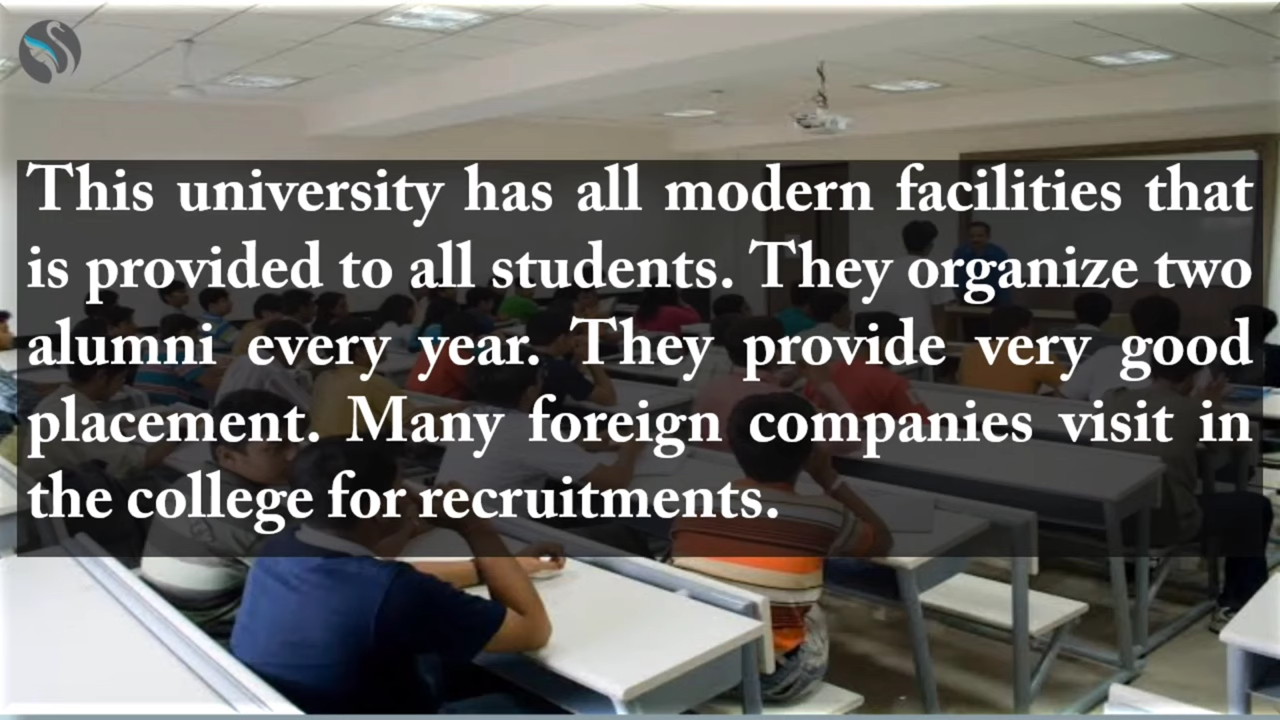 This university has all modern facilities that
is provided to all students. They organize two
alumni every year. They provide very good
placement. Many foreign companies visit in
the college for recruitments.